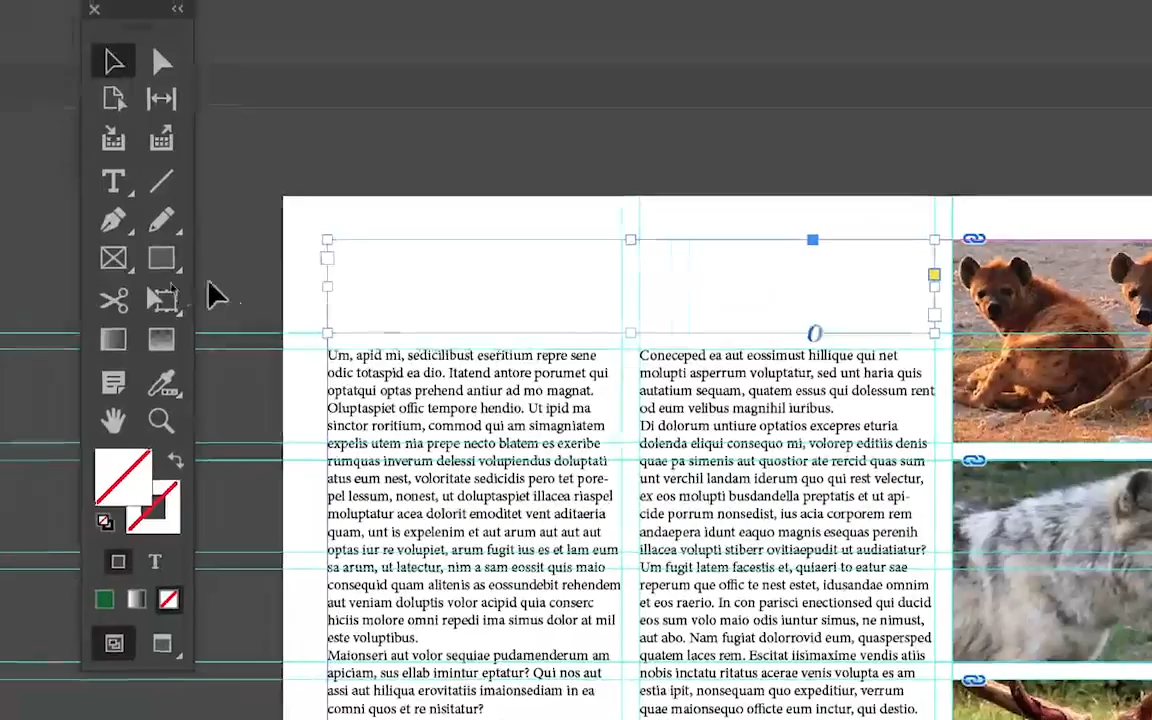 Um, apid mi, sedicilibust eseritium repre sene
odic totaspid ea dio. Itatend antore porumet qui
optatqui optas prehend antiur ad mo magnat.
Oluptaspiet offic tempore hendio. Ut ipid ma
sinctor roritium, commod qui am simagniatem
expelis utem nia prepe necto blatem es exeribe
rumquas inverum delessi volupiendus doluptati
atus eum nest, voloritate sedicidis pero tet pore-
pel lessum, nonest, ut doluptaspiet illacea riaspel
moluptatur acea dolorit emoditet vent aditaeria
quam, unt is expelenim et aut arum aut aut aut
optas iur re volupiet, arum fugit ius es et lam eum
sa arum, ut latectur, nim a sam eossit quis maio
consequid quam alitenis as eossundebit rehendem
aut veniam doluptis volor acipid quia conserc
hiciis molore omni repedi ima simus dolor at mil
este voluptibus.
Maionseri aut volor sequiae pudamenderum am
apiciam, sus ellab imintur eptatur? Qui nos aut
assi aut hiliqua erovitatiis imaionsediam in ea
comni quos et re nisitatur?
Coneceped ea aut eossimust hillique qui net
molupti asperrum voluptatur, sed unt haria quis
autatium sequam, quatem essus qui dolessum rent
od eum velibus magnihil iuribus.
Di dolorum untiure optatios excepres eturia
dolenda eliqui consequo mi, volorep editiis denis
quae pa simenis aut quostior ate rercid quas sum
unt verchil landam iderum quo qui rest velectur,
ex eos molupti busdandella preptatis et ut api-
cide porrum nonsedist, ius acia corporem rem
andaepera idunt eaquo magnis esequas perenih
illacea volupti stiberr ovitiaepudit ut audiatiatur?
Um fugit latem facestis et, quiaeri to eatur sae
reperum que offic te nest estet, idusandae omnim
et eos raerio. In con parisci enectionsed qui ducid
eos sum volo maio odis iuntur simus, ne nimust,
aut abo. Nam fugiat dolorrovid eum, quaspersped
quatem laces rem. Escitat iisimaxime vendis atiis
nobis inctatu ritatus acerae venis volupta es am
estia ipit, nonsequam quo expeditiur, verrum
quae maionsequo officte eum inctur, qui destio.